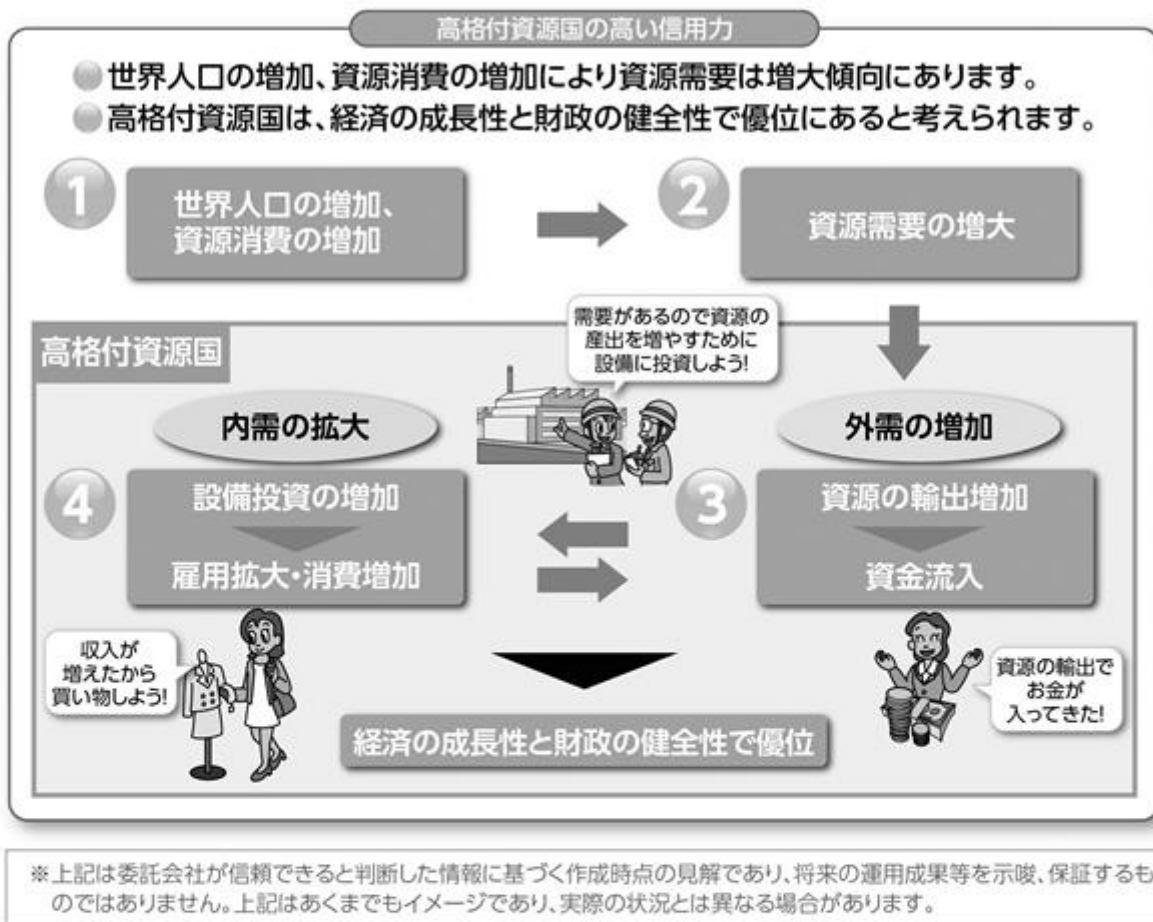 高格付資源国の高い信用力
●世界人口の増加、資源消費の増加により資源需要は増大傾向にあります。
●高格付資源国は、経済の成長性と財政の健全性で優位にあると考えられます。
1
世界人口の増加、
資源消費の増加
2
資源需要の増大
高格付資源国
需要があるので資源の
産出を増やすために
設備に投資しよう!
内需の拡大
外需の増加
3
資源の輸出増加
資金流入
4
設備投資の増加
雇用拡大・消費増加
収入が
増えたから
買い物しよう!
資源の輸出で
お金が
入ってきた!
経済の成長性と財政の健全性で優位
※上記は委託会社が信頼できると判断した情報に基づく作成時点の見解であり、将来の運用成果等を示唆、保証するも
のではありません。上記はあくまでもイメージであり、実際の状況とは異なる場合があります。